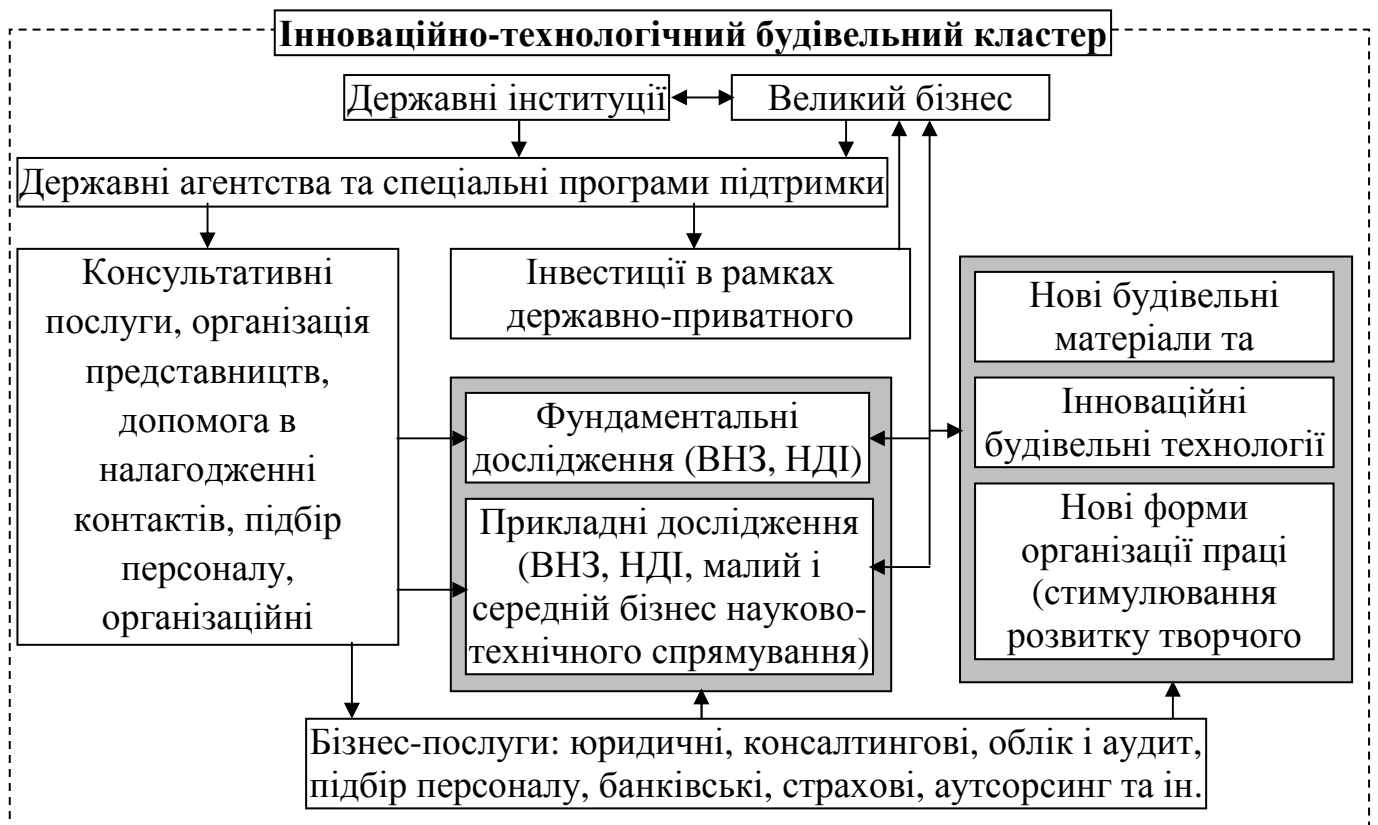 Інноваційно-технологічний будівельний кластер
Державні інституції
Великий бізнес
Державні агентства та спеціальні програми підтримки
Консультативні
послуги, організація
представництв,
допомога в
налагодженні
контактів, підбір
персоналу,
організаційні
Інвестиції в рамках
державно-приватного
Фундаментальні
дослідження (ВНЗ, НДІ)
Прикладні дослідження
(ВНЗ, НДІ, малий і
середній бізнес науково-
технічного спрямування)
Нові будівельні
матеріали та
Інноваційні
будівельні технології
Нові форми
організації праці
(стимулювання
розвитку творчого
Бізнес-послуги: юридичні, консалтингові, облік і аудит,
підбір персоналу, банківські, страхові, аутсорсинг та ін.